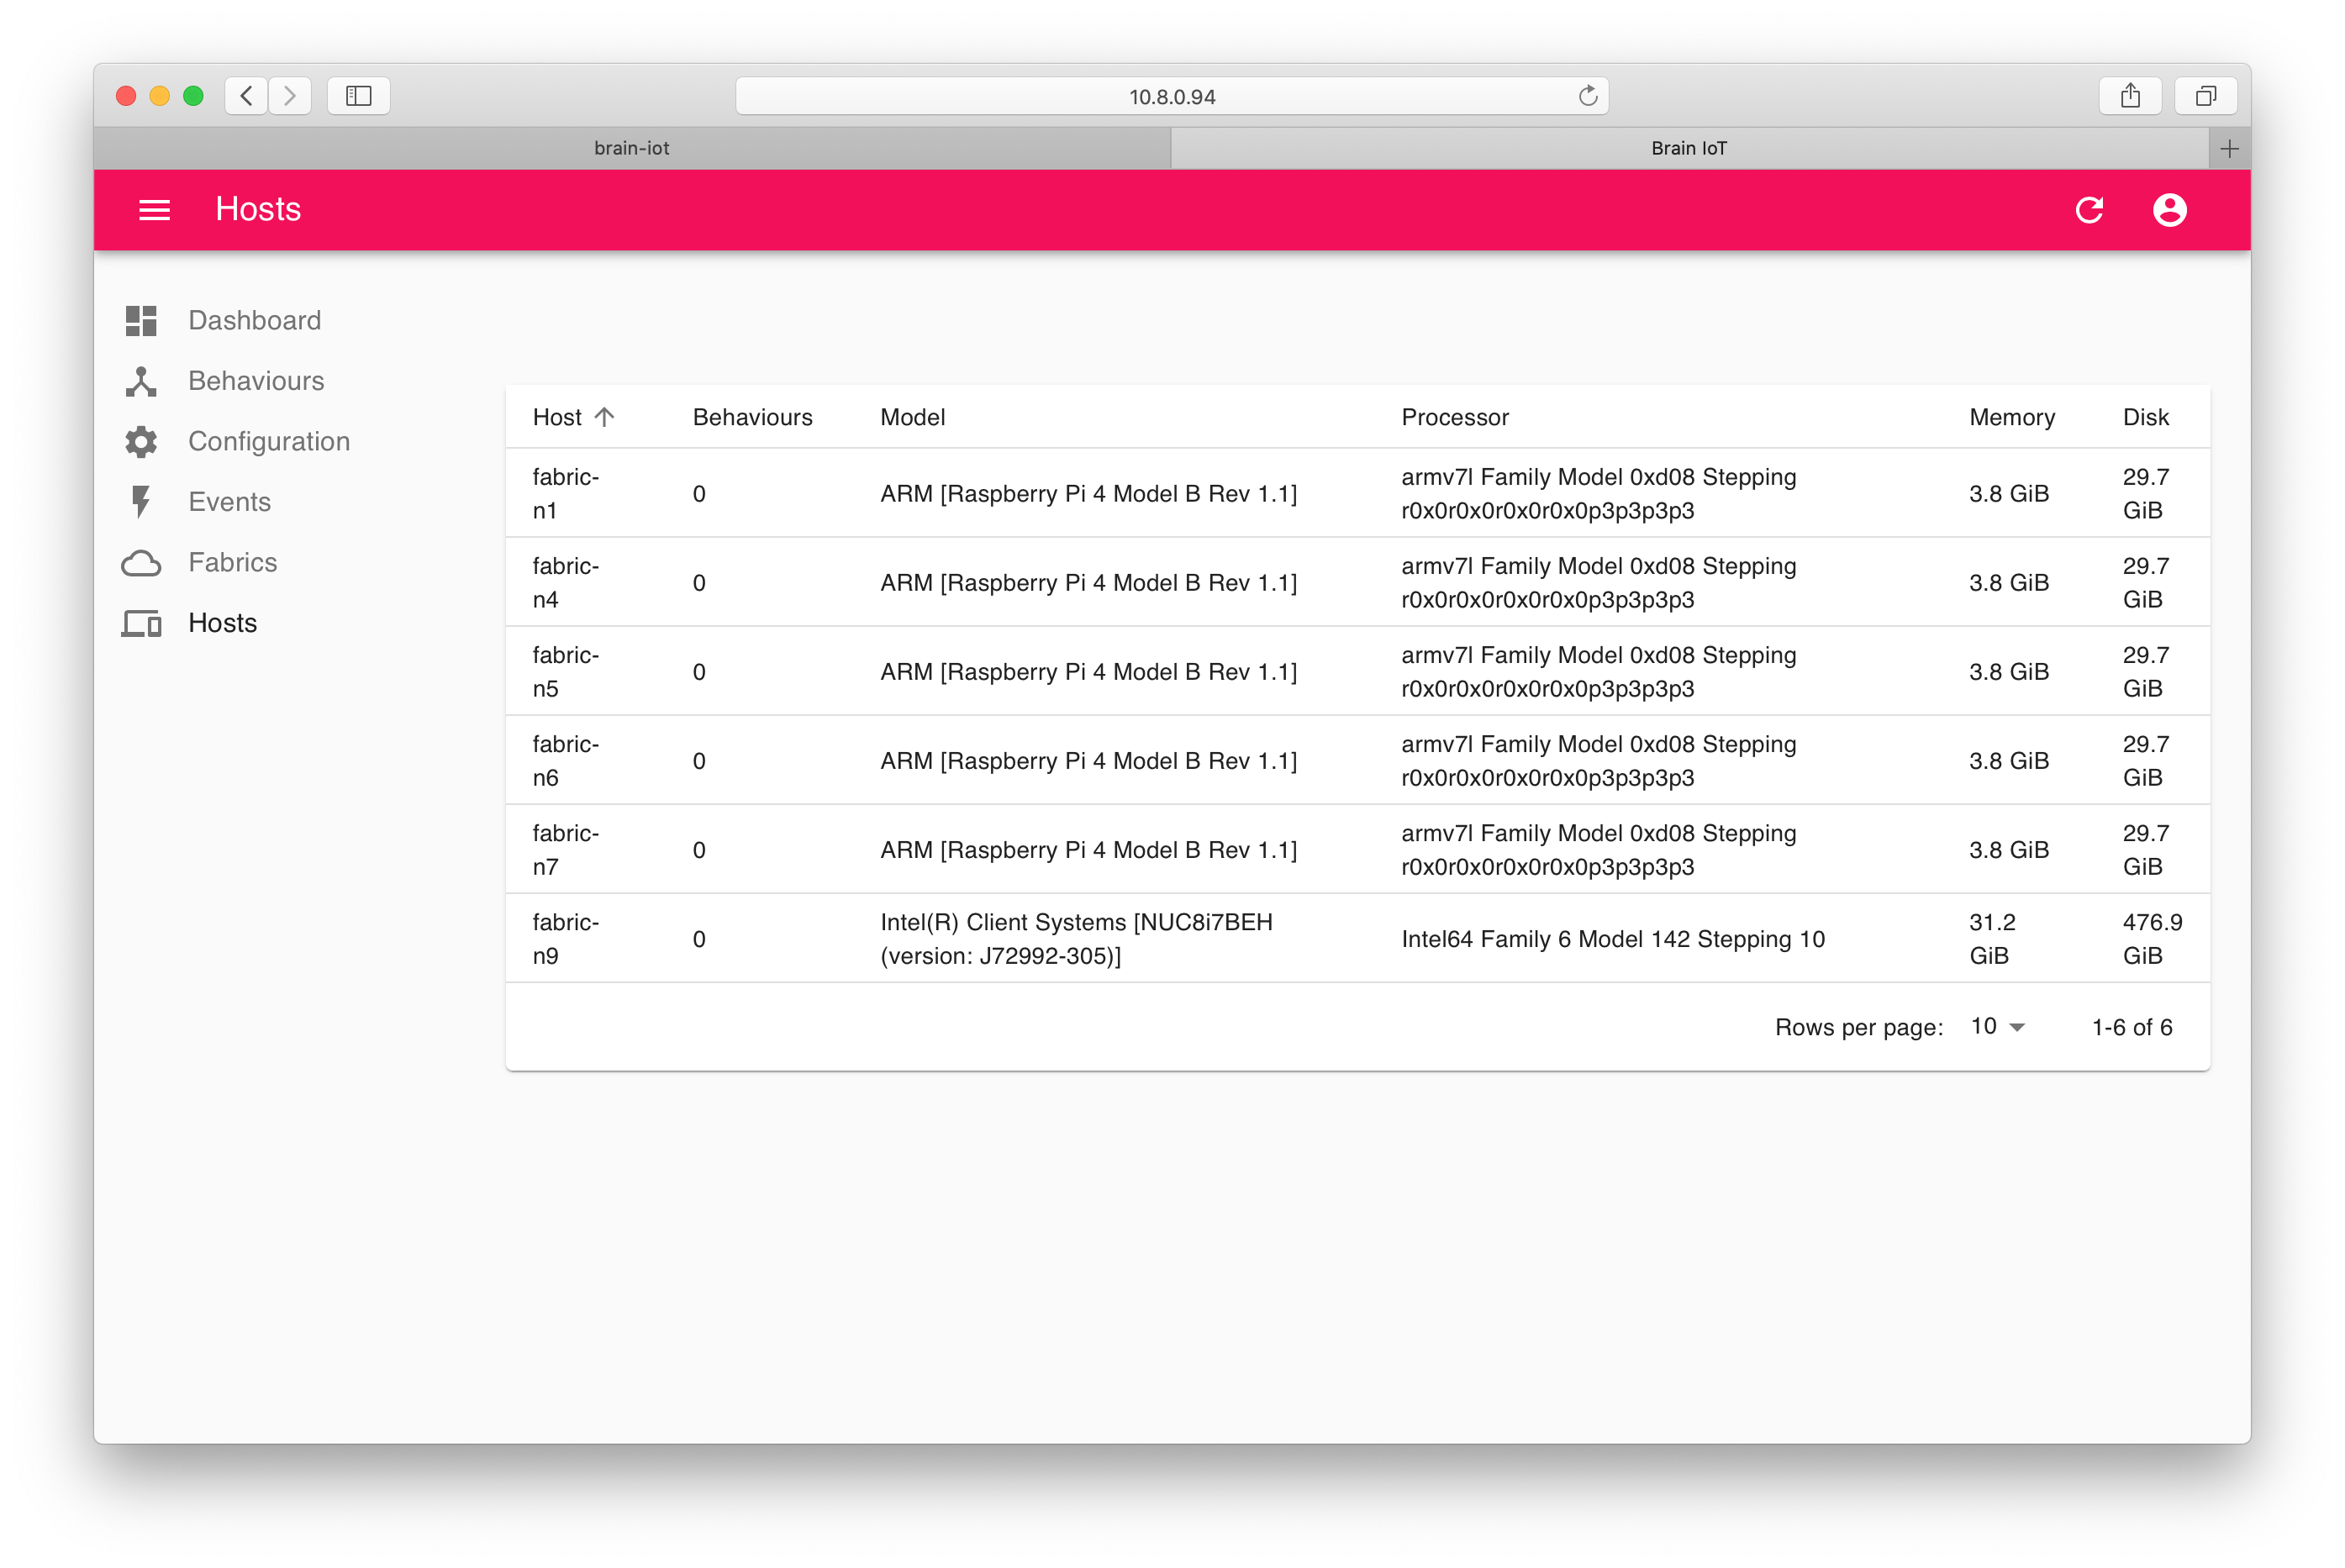 10.8.0.94
brain-iot
Brain IoT
Hosts
Dashboard
Behaviours
Configuration
Events
Fabrics
Hosts
Host Behaviours Model Processor Memory Disk
fabric- armv7l Family Model 0xd08 Stepping 29.7
0 ARM [Raspberry Pi 4 Model B Rev 1.1] 3.8 GiB
n1 r0x0r0x0r0x0r0x0p3p3p3p3 GiB
fabric- armv7l Family Model 0xd08 Stepping 29.7
0 ARM [Raspberry Pi 4 Model B Rev 1.1] 3.8 GiB
n4 r0x0r0x0r0x0r0x0p3p3p3p3 GiB
fabric- armv7l Family Model 0xd08 Stepping 29.7
0 ARM [Raspberry Pi 4 Model B Rev 1.1] 3.8 GiB
n5 r0x0r0x0r0x0r0x0p3p3p3p3 GiB
fabric- armv7l Family Model 0xd08 Stepping 29.7
0 ARM [Raspberry Pi 4 Model B Rev 1.1] 3.8 GiB
n6 r0x0r0x0r0x0r0x0p3p3p3p3 GiB
fabric- armv7l Family Model 0xd08 Stepping 29.7
0 ARM [Raspberry Pi 4 Model B Rev 1.1] 3.8 GiB
n7 r0x0r0x0r0x0r0x0p3p3p3p3 GiB
fabric- Intel(R) Client Systems [NUC8i7BEH 31.2 476.9
0 Intel64 Family 6 Model 142 Stepping 10
n9 (version: J72992-305)] GiB GiB
Rows per page: 10 1-6 of 6